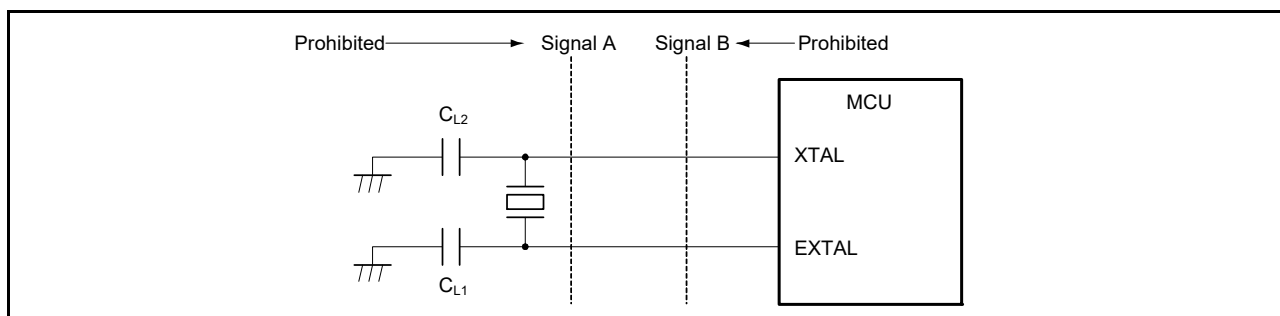 Prohibited Signal A Signal B Prohibited
MCU
CL2
XTAL
EXTAL
CL1